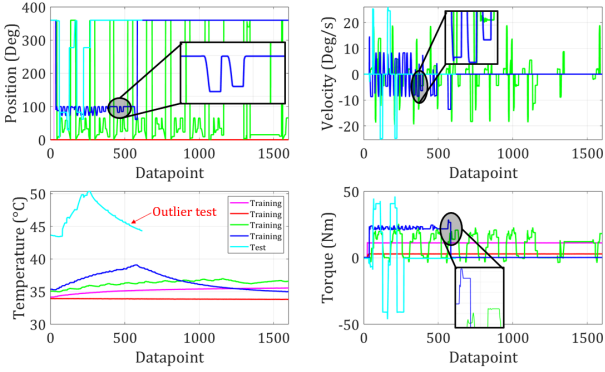 400
300
200
100
0
0
500
1000
1500
Position (Deg)
Datapoint
20
10
0
-10
-20
0
500
1000
1500
Velocity (Deg/s)
Datapoint
50
45
40
35
30
0
500
1000
1500
Temperature (°C)
Datapoint
Outlier test
Training
Training
Training
Training
Test
50
0
-50
0
500
1000
1500
Torque (Nm)
Datapoint